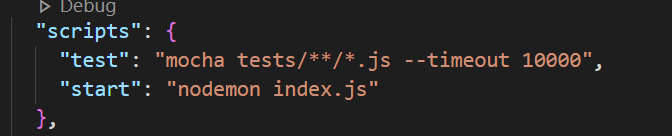 Debug
"scripts": {
"test": "mocha tests/**/*.js --timeout 10000",
"start": "nodemon index.js"
},